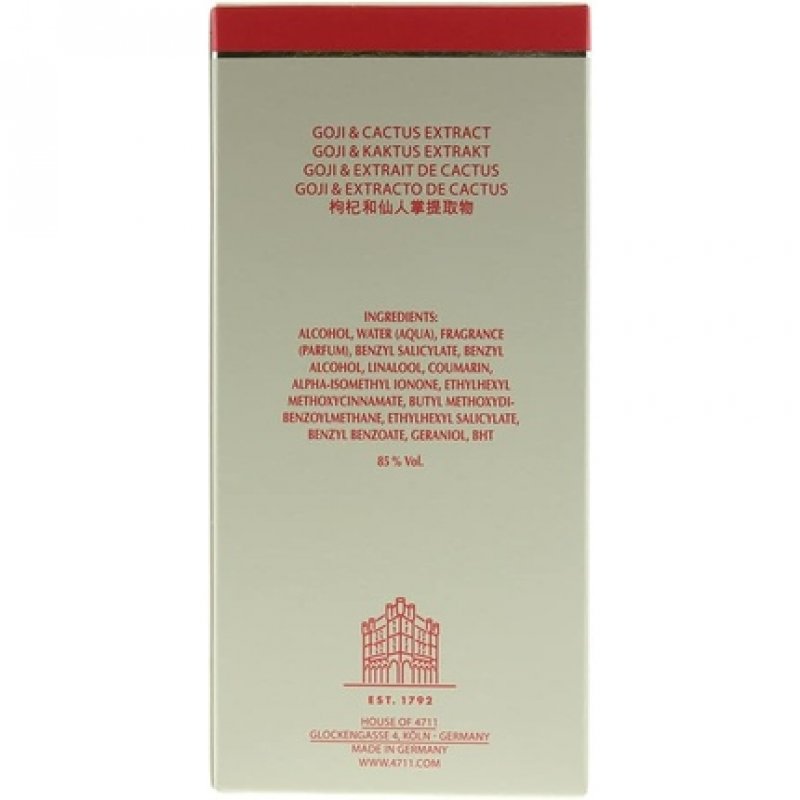 GOJI & CACTUS EXTRACT
GOJI & KAKTUS EXTRAKT
GOJI & EXTRAIT DE CACTUS
GOJI & EXTRACTO DE CACTUS
枸杞和仙人掌提取物
INGREDIENTS:
ALCOHOL, WATER (AQUA), FRAGRANCE
(PARFUM), BENZYL SALICYLATE, BENZYL
ALCOHOL, LINALOOL, COUMARIN,
ALPHA-ISOMETHYL IONONE, ETHYLHEXYL
METHOXYCINNAMATE, BUTYL METHOXYDI-
BENZOYLMETHANE, ETHYLHEXYL SALICYLATE,
BENZYL BENZOATE, GERANIOL, BHT
85 % Vol.
EST. 1792
HOUSE OF 4711
GLOCKENGASSE 4, KÖLN - GERMANY
MADE IN GERMANY
WWW.4711.COM